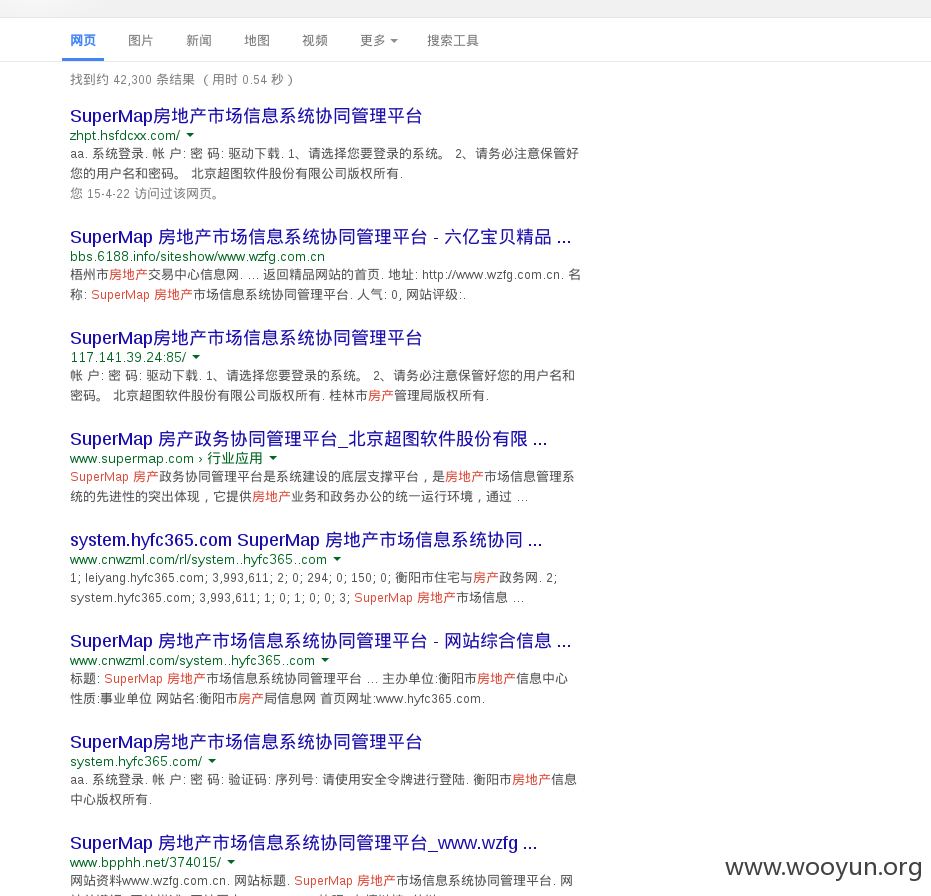 网页 图片 新闻 地图 视频 更多 搜索工具
找到约 42,300 条结果 （用时 0.54 秒）
SuperMap房地产市场信息系统协同管理平台
zhpt.hsfdcxx.com/
aa. 系统登录. 帐 户: 密 码: 驱动下载. 1、请选择您要登录的系统。 2、请务必注意保管好
您的用户名和密码。 北京超图软件股份有限公司版权所有.
您 15-4-22 访问过该网页。
SuperMap 房地产市场信息系统协同管理平台 - 六亿宝贝精品 ...
bbs.6188.info/siteshow/www.wzfg.com.cn
梧州市房地产交易中心信息网. ... 返回精品网站的首页. 地址: http://www.wzfg.com.cn. 名
称: SuperMap 房地产市场信息系统协同管理平台. 人气: 0, 网站评级:.
SuperMap房地产市场信息系统协同管理平台
117.141.39.24:85/
帐 户: 密 码: 驱动下载. 1、请选择您要登录的系统。 2、请务必注意保管好您的用户名和
密码。 北京超图软件股份有限公司版权所有. 桂林市房产管理局版权所有.
SuperMap 房产政务协同管理平台_北京超图软件股份有限 ...
www.supermap.com › 行业应用
SuperMap 房产政务协同管理平台是系统建设的底层支撑平台，是房地产市场信息管理系
统的先进性的突出体现，它提供房地产业务和政务办公的统一运行环境，通过 ...
system.hyfc365.com SuperMap 房地产市场信息系统协同 ...
www.cnwzml.com/rl/system..hyfc365..com
1; leiyang.hyfc365.com; 3,993,611; 2; 0; 294; 0; 150; 0; 衡阳市住宅与房产政务网. 2;
system.hyfc365.com; 3,993,611; 1; 0; 1; 0; 0; 3; SuperMap 房地产市场信息 ...
SuperMap 房地产市场信息系统协同管理平台 - 网站综合信息 ...
www.cnwzml.com/system..hyfc365..com
标题: SuperMap 房地产市场信息系统协同管理平台 ... 主办单位:衡阳市房地产信息中心
性质:事业单位 网站名:衡阳市房产局信息网 首页网址:www.hyfc365.com.
SuperMap房地产市场信息系统协同管理平台
system.hyfc365.com/
aa. 系统登录. 帐 户: 密 码: 验证码: 序列号: 请使用安全令牌进行登陆. 衡阳市房地产信息
中心版权所有.
SuperMap 房地产市场信息系统协同管理平台_www.wzfg ...
www.bpphh.net/374015/
网站资料www.wzfg.com.cn. 网站标题. SuperMap 房地产市场信息系统协同管理平台. 网
www.wooyun.org